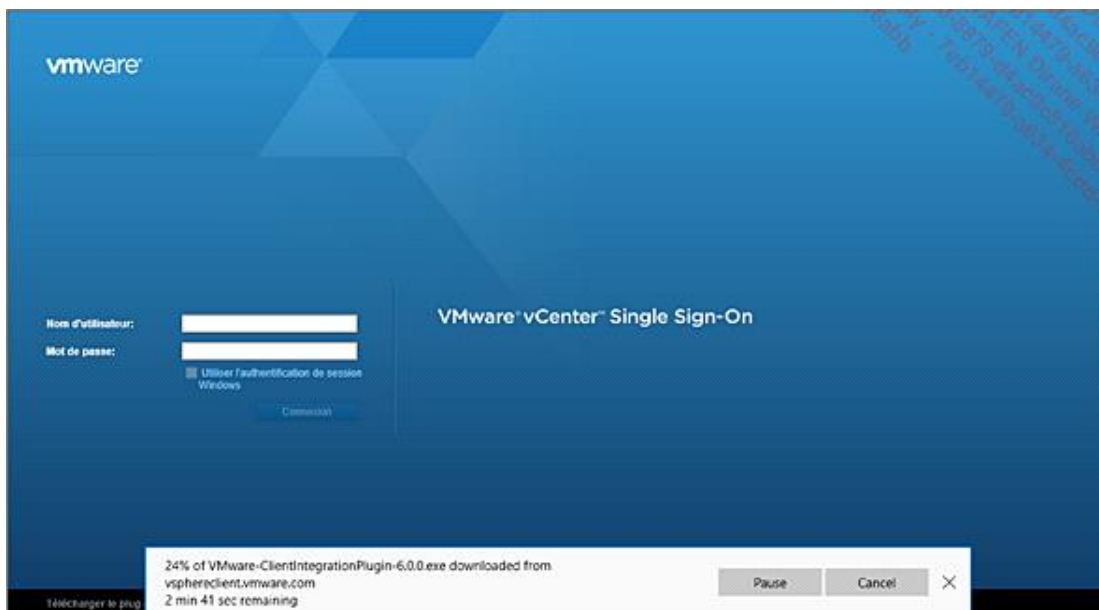 vmware
Nom d'utilisateur:
VMware® vCenter™ Single Sign-On
Mot de passe:
Utiliser l'authentification de session
Windows
Connexion
24% of VMware-ClientIntegrationPlugin-6.0.0.exe downloaded from
vsphereclient.vmware.com
2 min 41 sec remaining
Pause
Cancel
Télécharger le plug